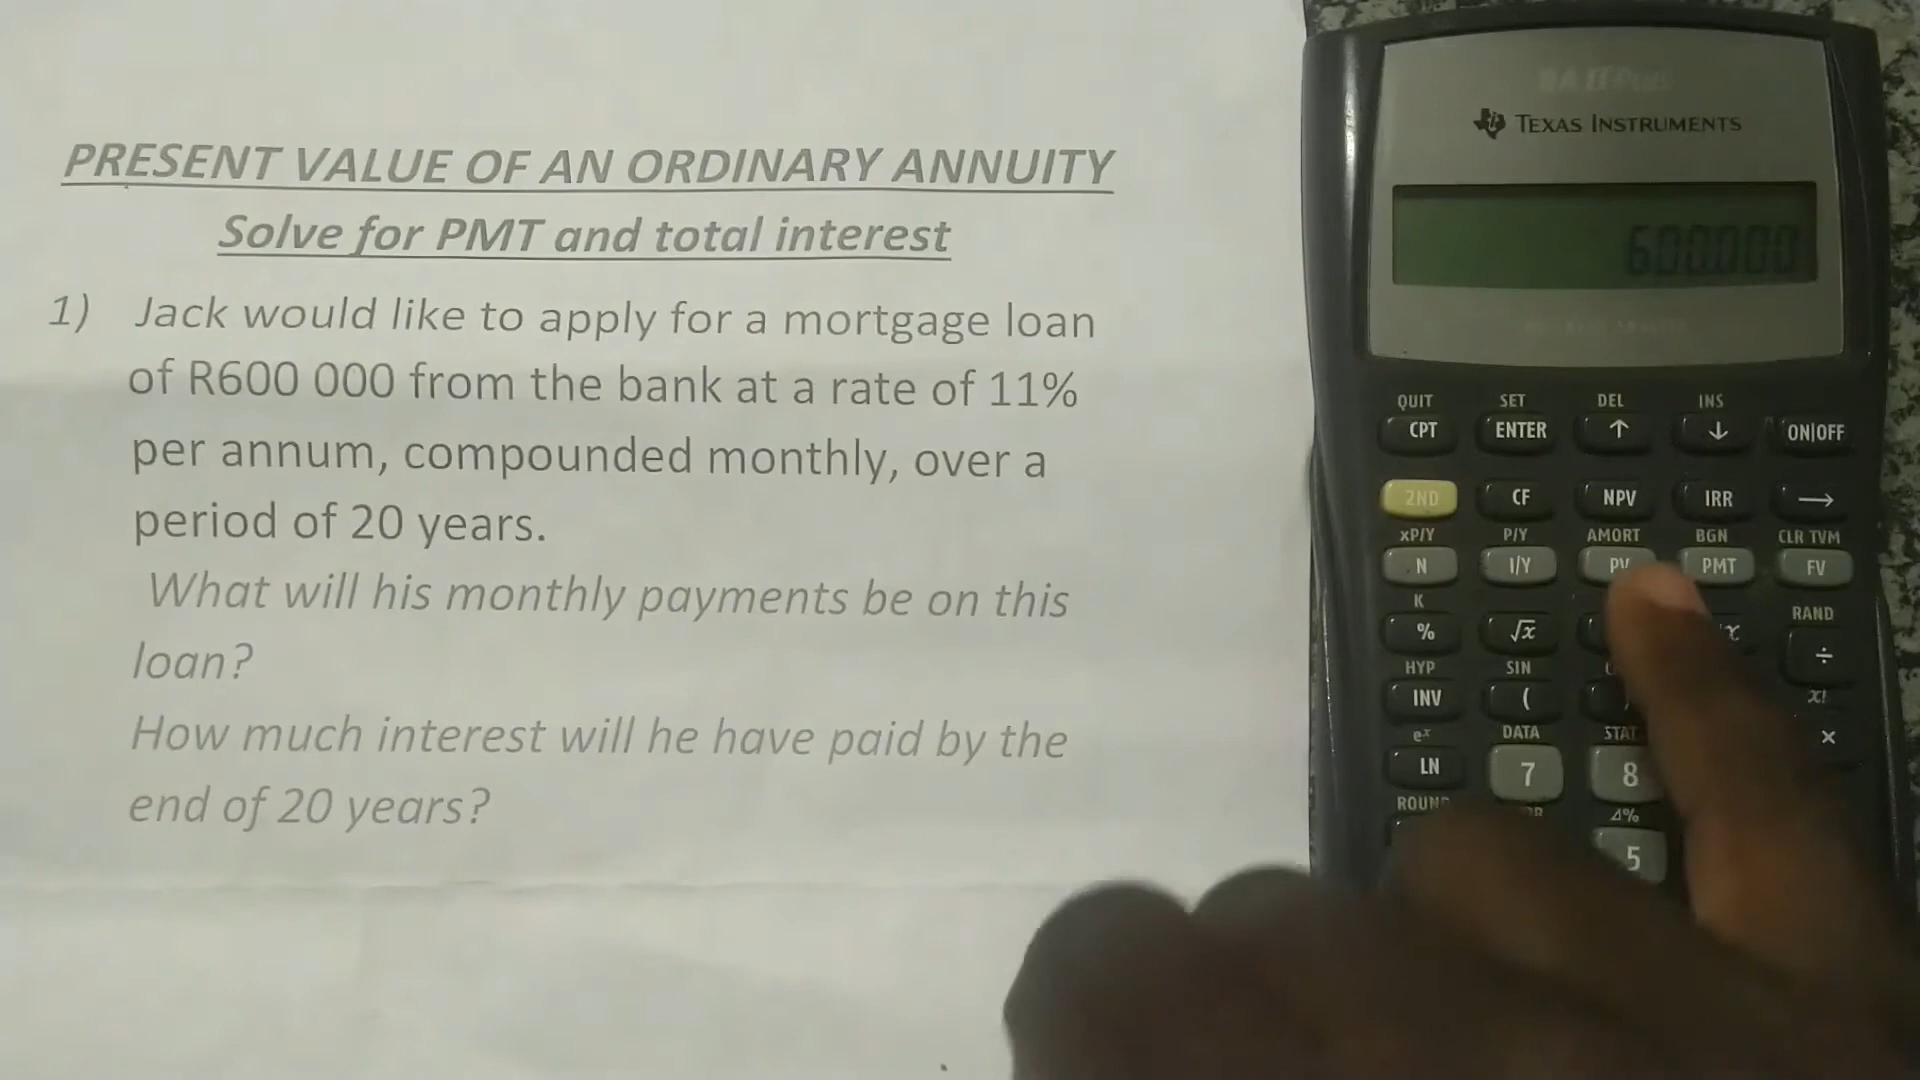 PRESENT VALUE OF AN ORDINARY ANNUITY
Solve for PMT and total interest
1) Jack would like to apply for a mortgage loan
of R600 000 from the bank at a rate of 11%
per annum, compounded monthly, over a
period of 20 years.
What will his monthly payments be on this
loan?
How much interest will he have paid by the
end of 20 years?
TEXAS INSTRUMENTS
QUIT SET DEL INS
CPT ENTER ↑ ↓ ON|OFF
2ND CF NPV IRR →
xP/Y P/Y AMORT BGN CLR TVM
N I/Y PV PMT FV
K RAND
% √x ÷
HYP SIN x!
INV ( ×
eˣ DATA STAT
LN 7 8
Δ%
5